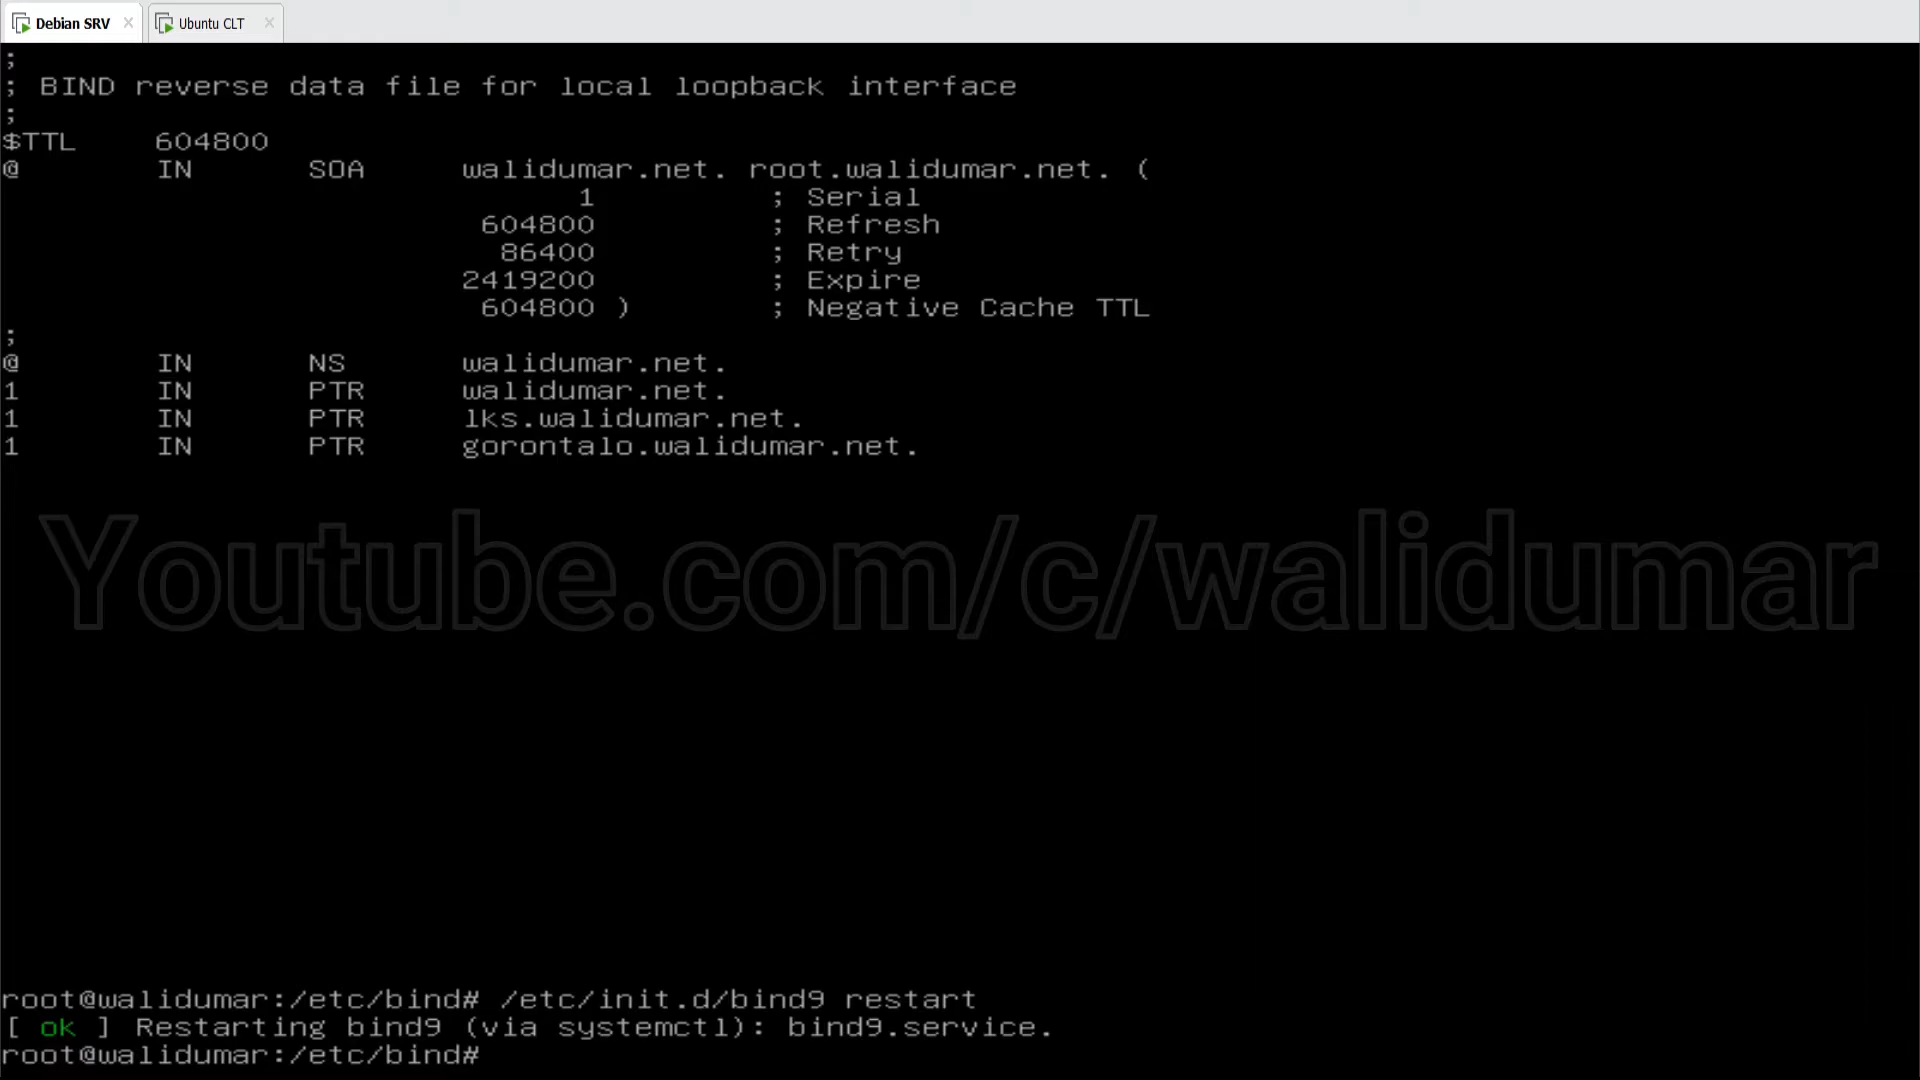 Debian SRV × Ubuntu CLT ×
;
; BIND reverse data file for local loopback interface
;
$TTL 604800
@ IN SOA walidumar.net. root.walidumar.net. (
1 ; Serial
604800 ; Refresh
86400 ; Retry
2419200 ; Expire
604800 ) ; Negative Cache TTL
;
@ IN NS walidumar.net.
1 IN PTR walidumar.net.
1 IN PTR lks.walidumar.net.
1 IN PTR gorontalo.walidumar.net.
Youtube.com/c/walidumar
root@walidumar:/etc/bind# /etc/init.d/bind9 restart
[ ok ] Restarting bind9 (via systemctl): bind9.service.
root@walidumar:/etc/bind#